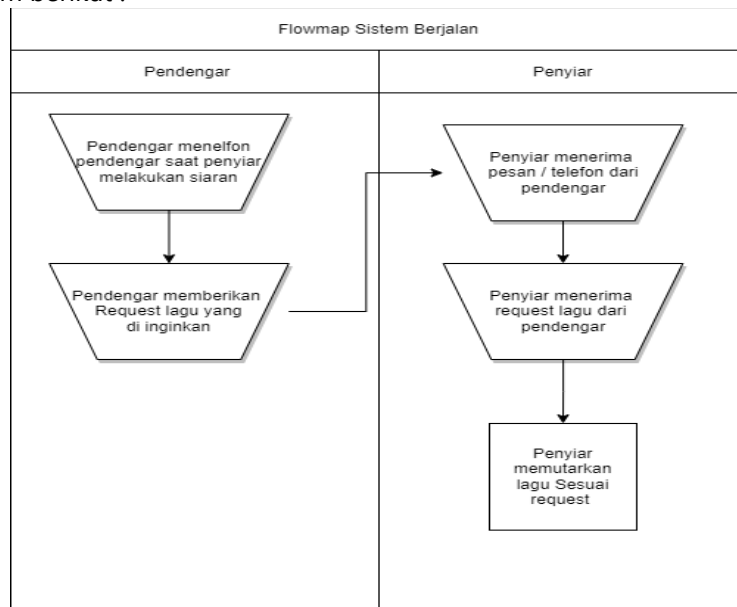 Flowmap Sistem Berjalan
Pendengar
Penyiar
Pendengar menelfon
pendengar saat penyiar
melakukan siaran
Pendengar memberikan
Request lagu yang
di inginkan
Penyiar menerima
pesan / telefon dari
pendengar
Penyiar menerima
request lagu dari
pendengar
Penyiar
memutarkan
lagu Sesuai
request